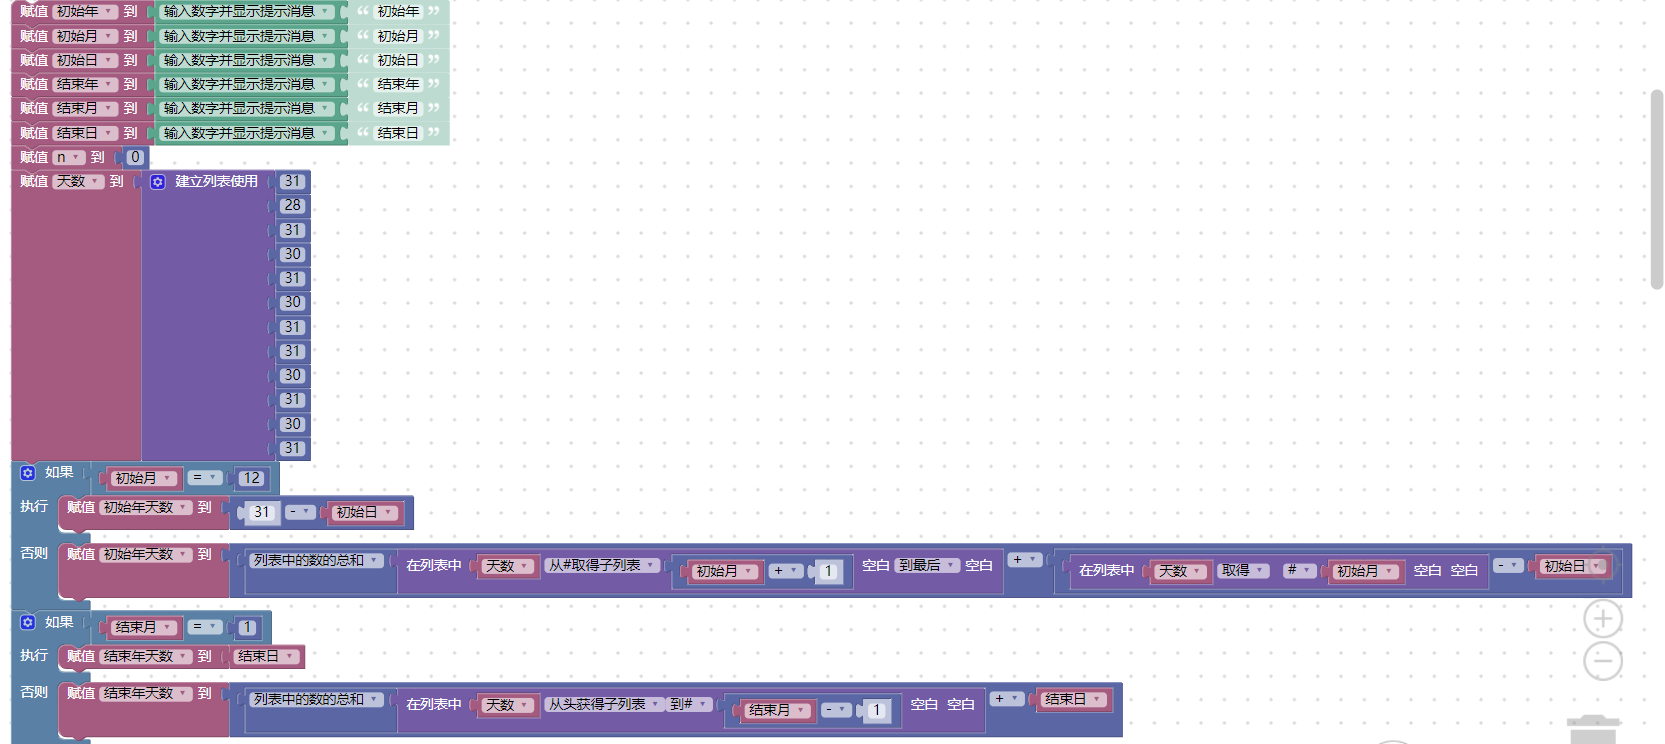 赋值 初始年 到 输入数字并显示提示消息 “ 初始年 ”
赋值 初始月 到 输入数字并显示提示消息 “ 初始月 ”
赋值 初始日 到 输入数字并显示提示消息 “ 初始日 ”
赋值 结束年 到 输入数字并显示提示消息 “ 结束年 ”
赋值 结束月 到 输入数字并显示提示消息 “ 结束月 ”
赋值 结束日 到 输入数字并显示提示消息 “ 结束日 ”
赋值 n 到 0
赋值 天数 到 建立列表使用 31
28
31
30
31
30
31
31
30
31
30
31
如果 初始月 = 12
执行 赋值 初始年天数 到 31 - 初始日
否则 赋值 初始年天数 到 列表中的数的总和 在列表中 天数 从#取得子列表 初始月 + 1 空白 到最后 空白 + 在列表中 天数 取得 # 初始月 空白 空白 - 初始日
如果 结束月 = 1
执行 赋值 结束年天数 到 结束日
否则 赋值 结束年天数 到 列表中的数的总和 在列表中 天数 从头获得子列表 到# 结束月 - 1 空白 空白 + 结束日